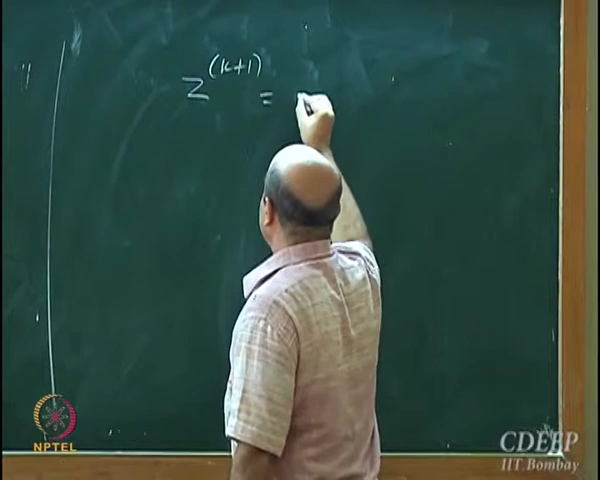 z^(k+1) =
NPTEL
CDEEP
IIT Bombay